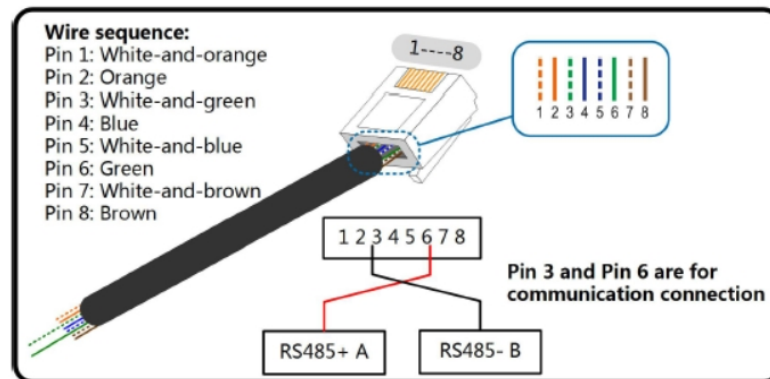 Wire sequence:
Pin 1: White-and-orange
Pin 2: Orange
Pin 3: White-and-green
Pin 4: Blue
Pin 5: White-and-blue
Pin 6: Green
Pin 7: White-and-brown
Pin 8: Brown
1----8
1 2 3 4 5 6 7 8
1 2 3 4 5 6 7 8
Pin 3 and Pin 6 are for
communication connection
RS485+ A
RS485- B